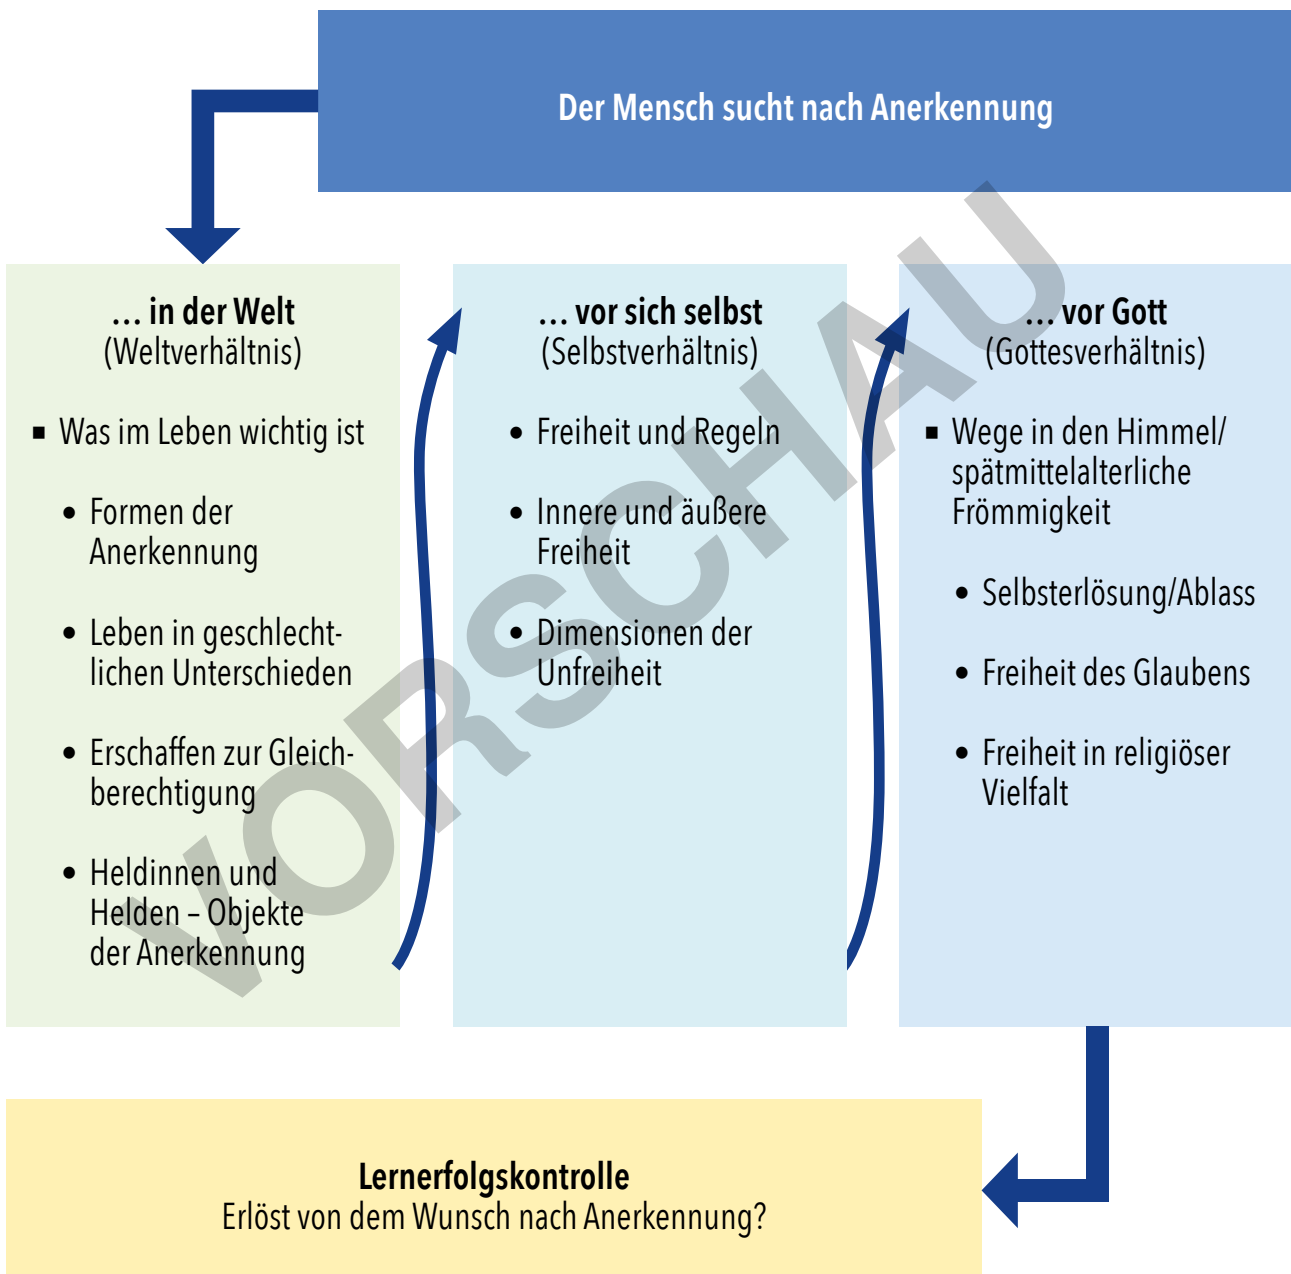 Der Mensch sucht nach Anerkennung
... in der Welt
(Weltverhältnis)
▪ Was im Leben wichtig ist
• Formen der
Anerkennung
• Leben in geschlecht-
lichen Unterschieden
• Erschaffen zur Gleich-
berechtigung
• Heldinnen und
Helden – Objekte
der Anerkennung
... vor sich selbst
(Selbstverhältnis)
• Freiheit und Regeln
• Innere und äußere
Freiheit
• Dimensionen der
Unfreiheit
... vor Gott
(Gottesverhältnis)
▪ Wege in den Himmel/
spätmittelalterliche
Frömmigkeit
• Selbsterlösung/Ablass
• Freiheit des Glaubens
• Freiheit in religiöser
Vielfalt
Lernerfolgskontrolle
Erlöst von dem Wunsch nach Anerkennung?
VORSCHAU